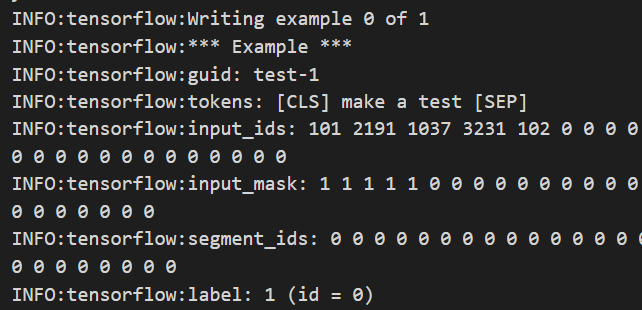 INFO:tensorflow:Writing example 0 of 1
INFO:tensorflow:*** Example ***
INFO:tensorflow:guid: test-1
INFO:tensorflow:tokens: [CLS] make a test [SEP]
INFO:tensorflow:input_ids: 101 2191 1037 3231 102 0 0 0 0
0 0 0 0 0 0 0 0 0 0 0 0 0
INFO:tensorflow:input_mask: 1 1 1 1 1 0 0 0 0 0 0 0 0 0 0
0 0 0 0 0 0 0
INFO:tensorflow:segment_ids: 0 0 0 0 0 0 0 0 0 0 0 0 0 0
0 0 0 0 0 0 0 0
INFO:tensorflow:label: 1 (id = 0)